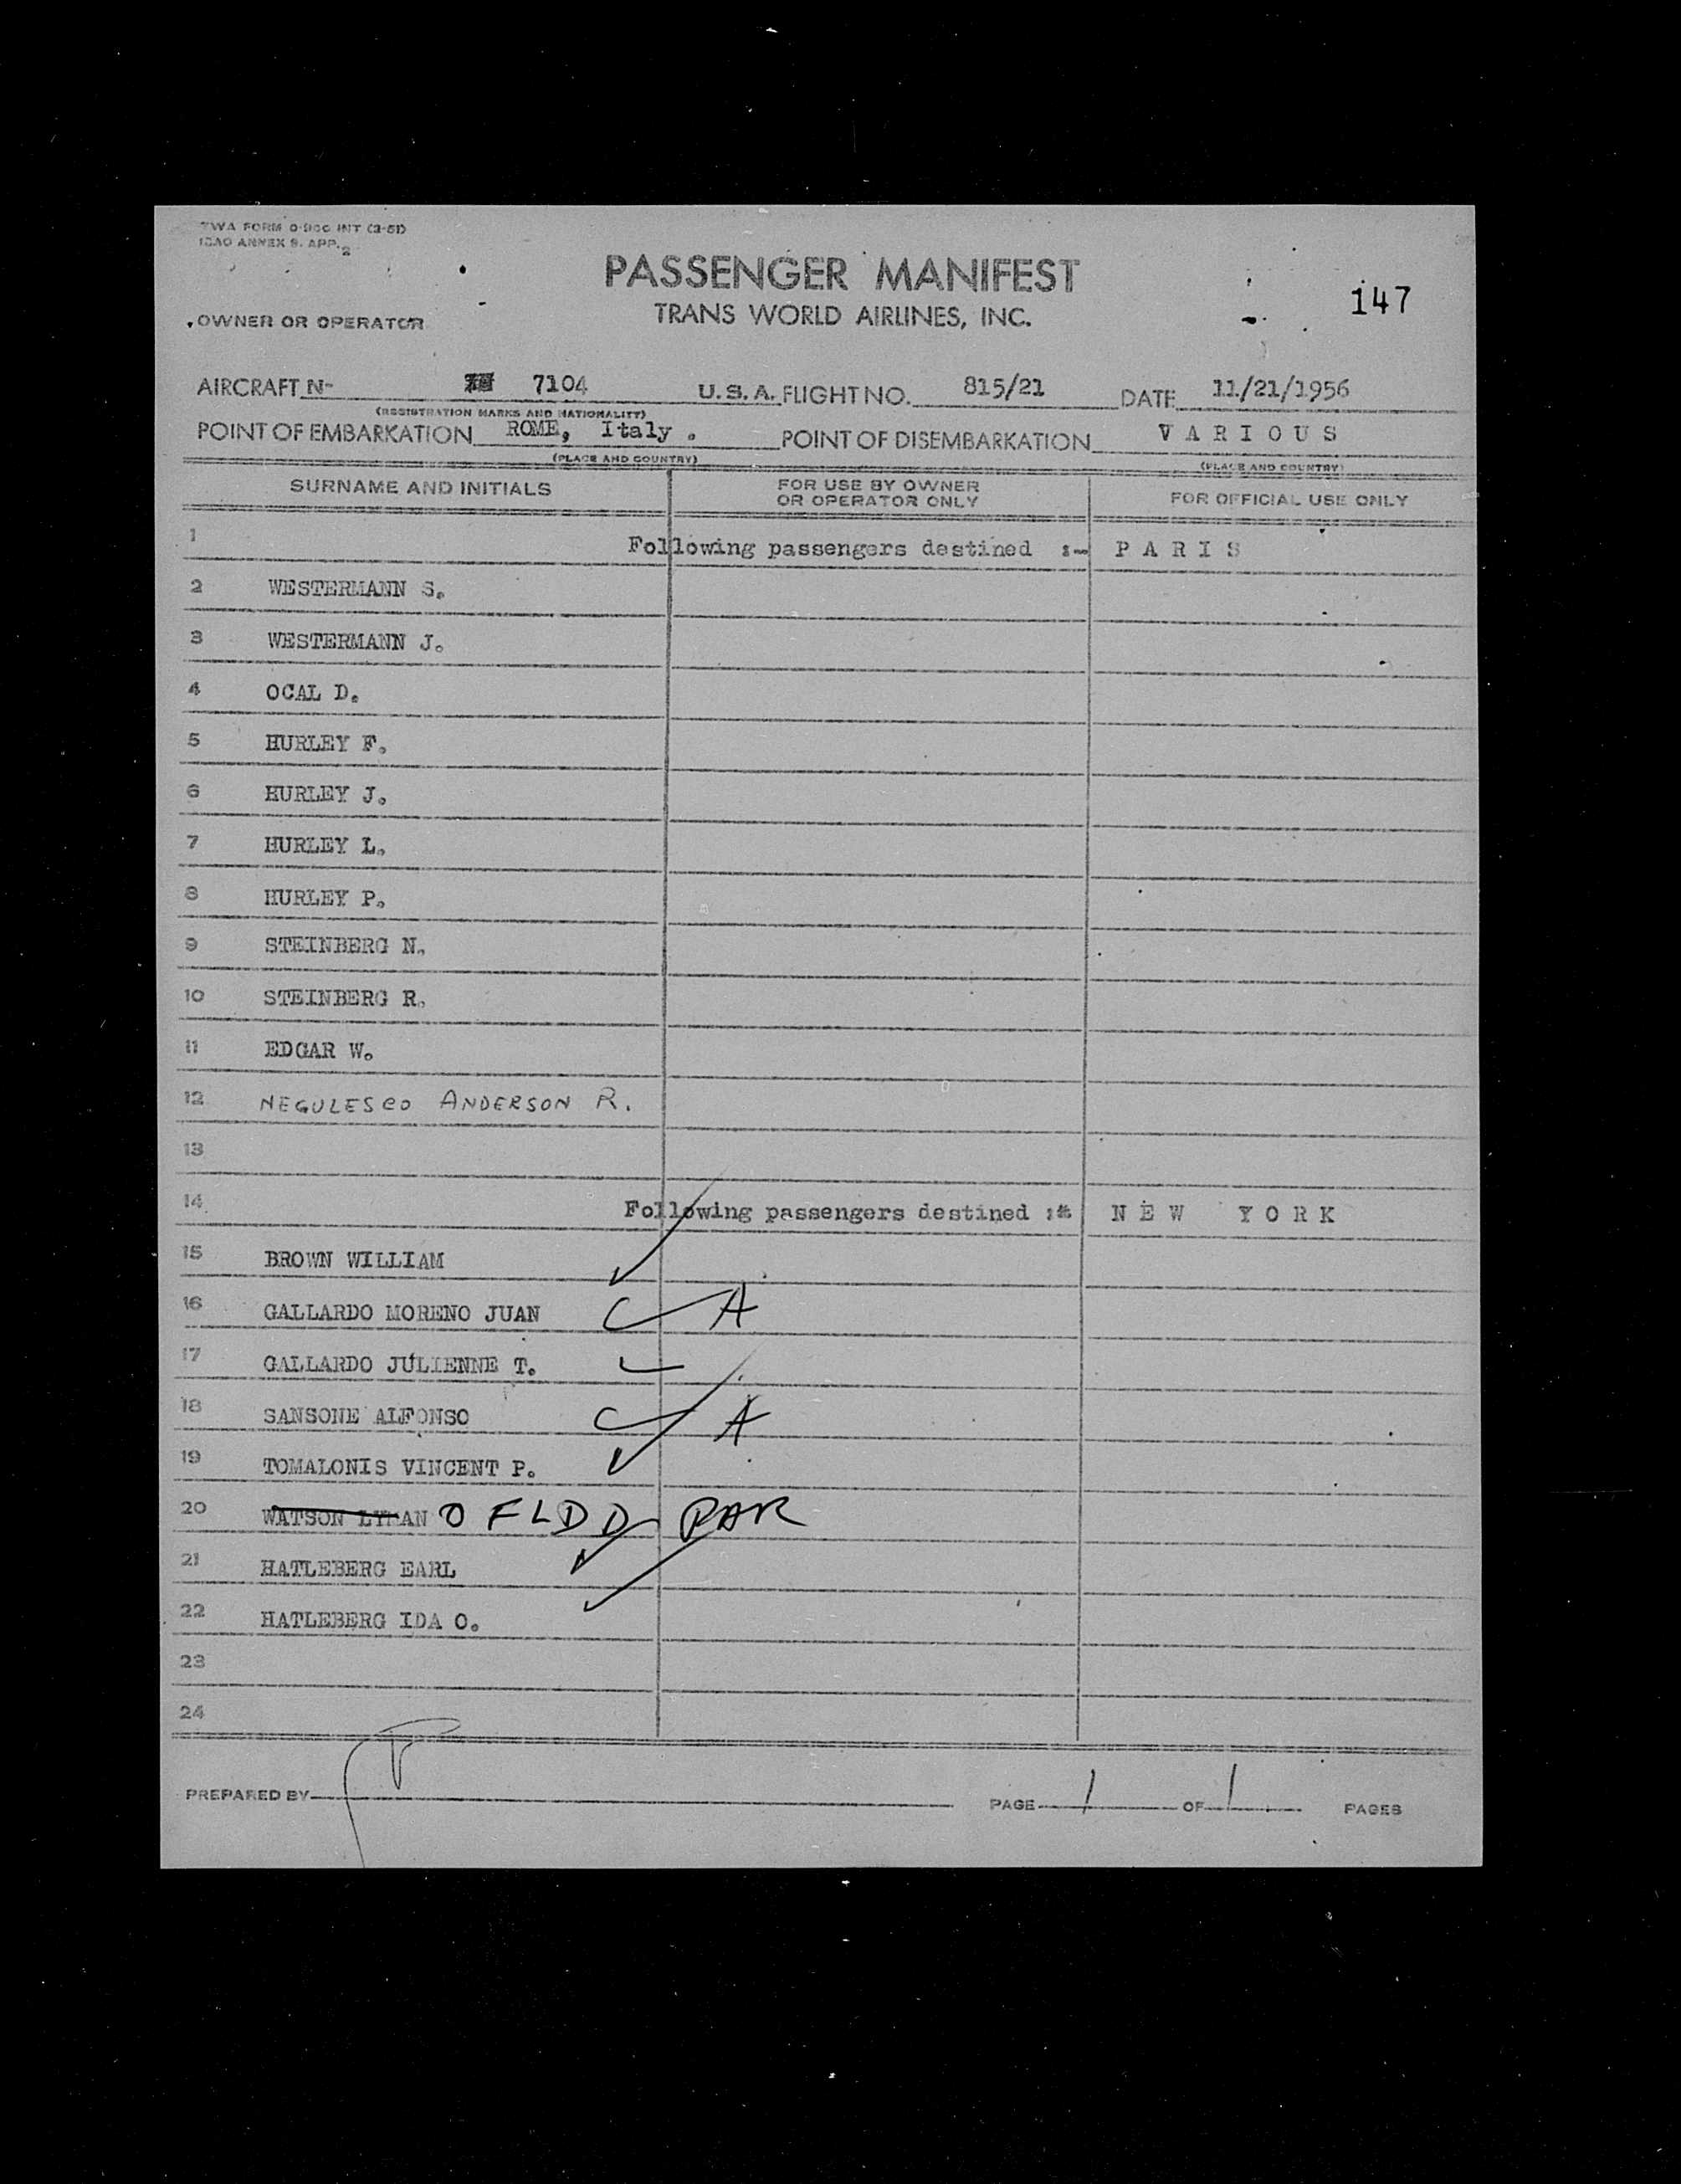 TWA FORM O-906 INT (3-51)
ICAO ANNEX 9. APP. 2
PASSENGER MANIFEST
147
OWNER OR OPERATOR
TRANS WORLD AIRLINES, INC.
AIRCRAFT N- 7104 U.S.A. FLIGHT NO. 815/21 DATE 11/21/1956
(REGISTRATION MARKS AND NATIONALITY)
POINT OF EMBARKATION ROME, Italy. POINT OF DISEMBARKATION VARIOUS
(PLACE AND COUNTRY) (PLACE AND COUNTRY)
SURNAME AND INITIALS FOR USE BY OWNER OR OPERATOR ONLY FOR OFFICIAL USE ONLY
1 Following passengers destined :- PARIS
2 WESTERMANN S.
3 WESTERMANN J.
4 OCAL D.
5 HURLEY F.
6 HURLEY J.
7 HURLEY L.
8 HURLEY P.
9 STEINBERG N.
10 STEINBERG R.
11 EDGAR W.
12 NEGULESCO ANDERSON R.
13
14 Following passengers destined : NEW YORK
15 BROWN WILLIAM
16 GALLARDO MORENO JUAN A
17 GALLARDO JULIENNE T.
18 SANSONE ALFONSO A
19 TOMALONIS VINCENT P.
20 WATSON LYMAN OFLDD PAR
21 HATLEBERG EARL
22 HATLEBERG IDA O.
23
24
PREPARED BY PAGE 1 OF 1 PAGES